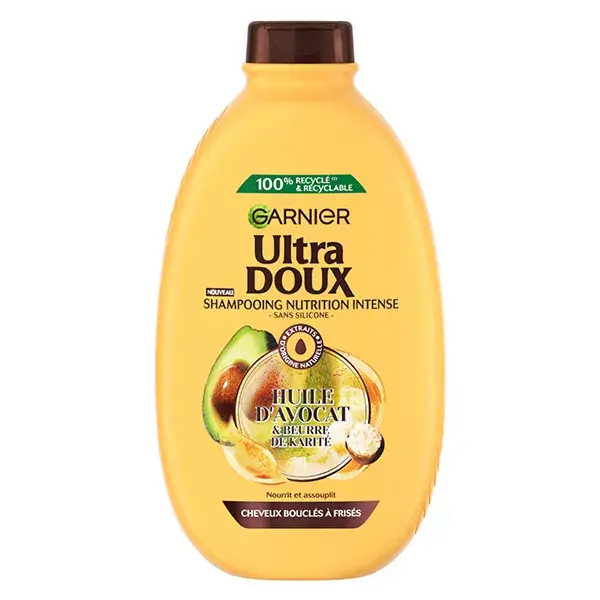 100% RECYCLÉ
& RECYCLABLE
GARNIER
Ultra
DOUX
NOUVEAU
SHAMPOOING NUTRITION INTENSE
- SANS SILICONE -
EXTRAITS
D'ORIGINE NATURELLE
HUILE
D'AVOCAT
& BEURRE
DE KARITÉ
Nourrit et assouplit
CHEVEUX BOUCLÉS À FRISÉS